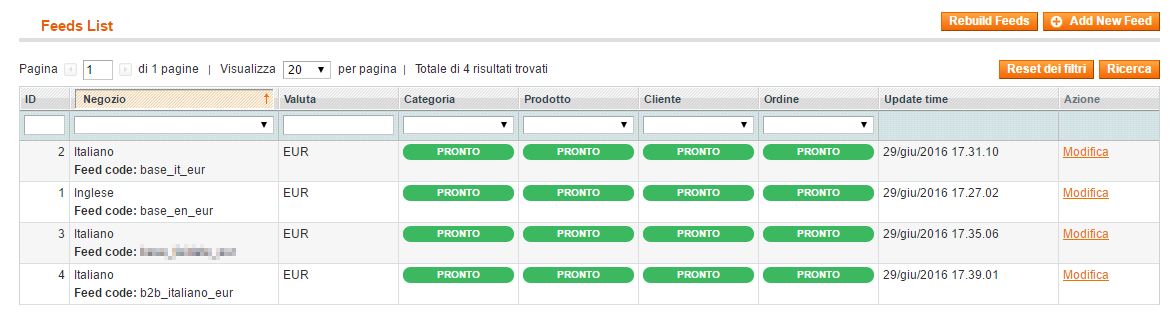 Feeds List
Rebuild Feeds Add New Feed
Pagina 1 di 1 pagine | Visualizza 20 per pagina | Totale di 4 risultati trovati
Reset dei filtri Ricerca
ID Negozio Valuta Categoria Prodotto Cliente Ordine Update time Azione
2 Italiano EUR PRONTO PRONTO PRONTO PRONTO 29/giu/2016 17.31.10 Modifica
Feed code: base_it_eur
1 Inglese EUR PRONTO PRONTO PRONTO PRONTO 29/giu/2016 17.27.02 Modifica
Feed code: base_en_eur
3 Italiano EUR PRONTO PRONTO PRONTO PRONTO 29/giu/2016 17.35.06 Modifica
Feed code:
4 Italiano EUR PRONTO PRONTO PRONTO PRONTO 29/giu/2016 17.39.01 Modifica
Feed code: b2b_italiano_eur